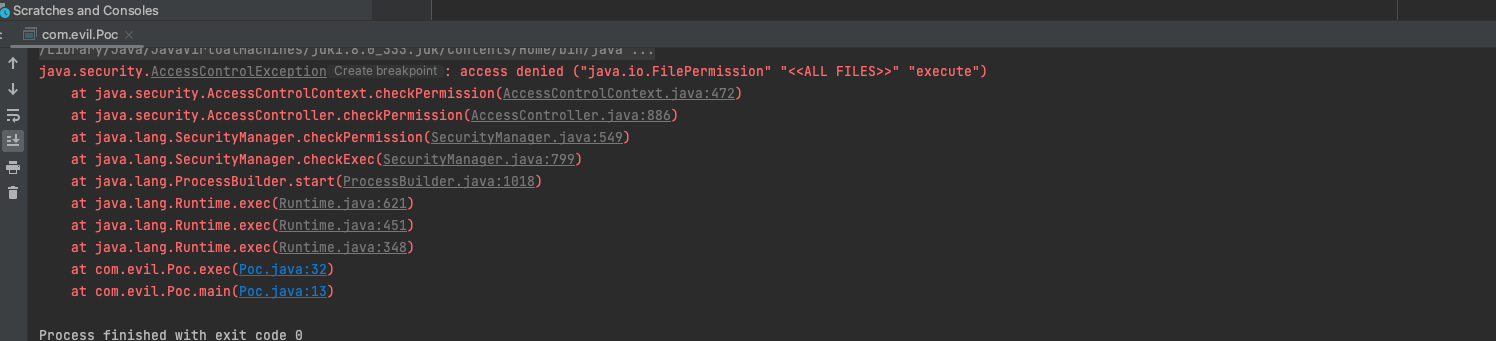 Scratches and Consoles
: com.evil.Poc ×
/Library/Java/JavaVirtualMachines/jdk1.8.0_333.jdk/Contents/Home/bin/java ...
java.security.AccessControlException Create breakpoint : access denied ("java.io.FilePermission" "<<ALL FILES>>" "execute")
at java.security.AccessControlContext.checkPermission(AccessControlContext.java:472)
at java.security.AccessController.checkPermission(AccessController.java:886)
at java.lang.SecurityManager.checkPermission(SecurityManager.java:549)
at java.lang.SecurityManager.checkExec(SecurityManager.java:799)
at java.lang.ProcessBuilder.start(ProcessBuilder.java:1018)
at java.lang.Runtime.exec(Runtime.java:621)
at java.lang.Runtime.exec(Runtime.java:451)
at java.lang.Runtime.exec(Runtime.java:348)
at com.evil.Poc.exec(Poc.java:32)
at com.evil.Poc.main(Poc.java:13)
Process finished with exit code 0